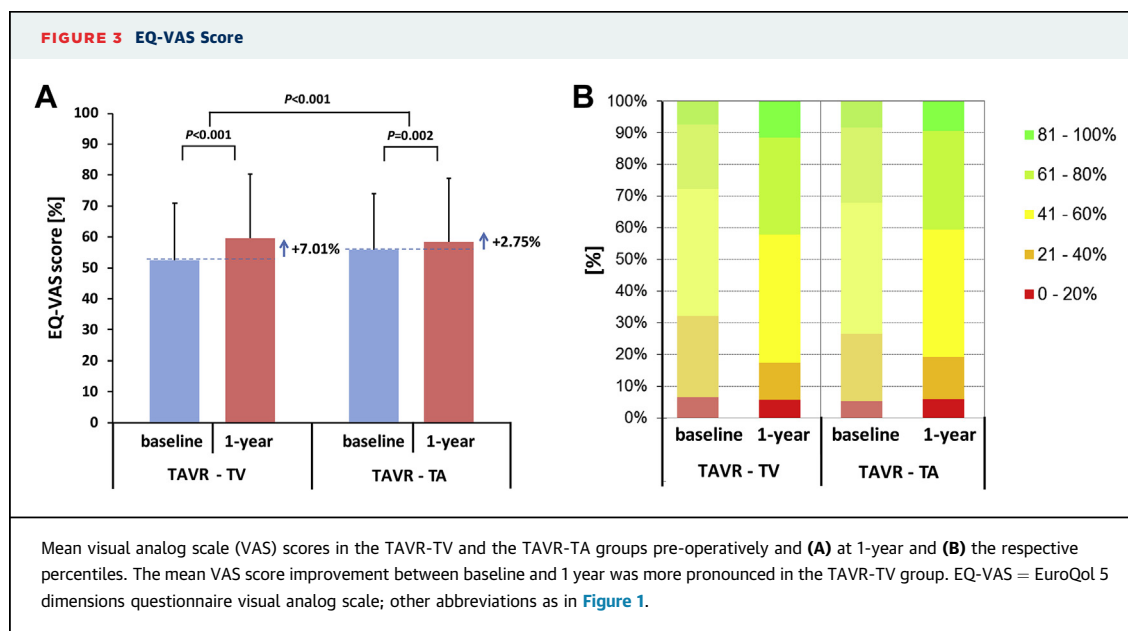 FIGURE 3 EQ-VAS Score
A
EQ-VAS score [%]
100
90
80
70
60
50
40
30
20
10
0
P<0.001
P<0.001
P=0.002
+7.01%
+2.75%
baseline 1-year baseline 1-year
TAVR - TV TAVR - TA
B
[%]
100%
90%
80%
70%
60%
50%
40%
30%
20%
10%
0%
baseline 1-year baseline 1-year
TAVR - TV TAVR - TA
81 - 100%
61 - 80%
41 - 60%
21 - 40%
0 - 20%
Mean visual analog scale (VAS) scores in the TAVR-TV and the TAVR-TA groups pre-operatively and (A) at 1-year and (B) the respective
percentiles. The mean VAS score improvement between baseline and 1 year was more pronounced in the TAVR-TV group. EQ-VAS = EuroQol 5
dimensions questionnaire visual analog scale; other abbreviations as in Figure 1.